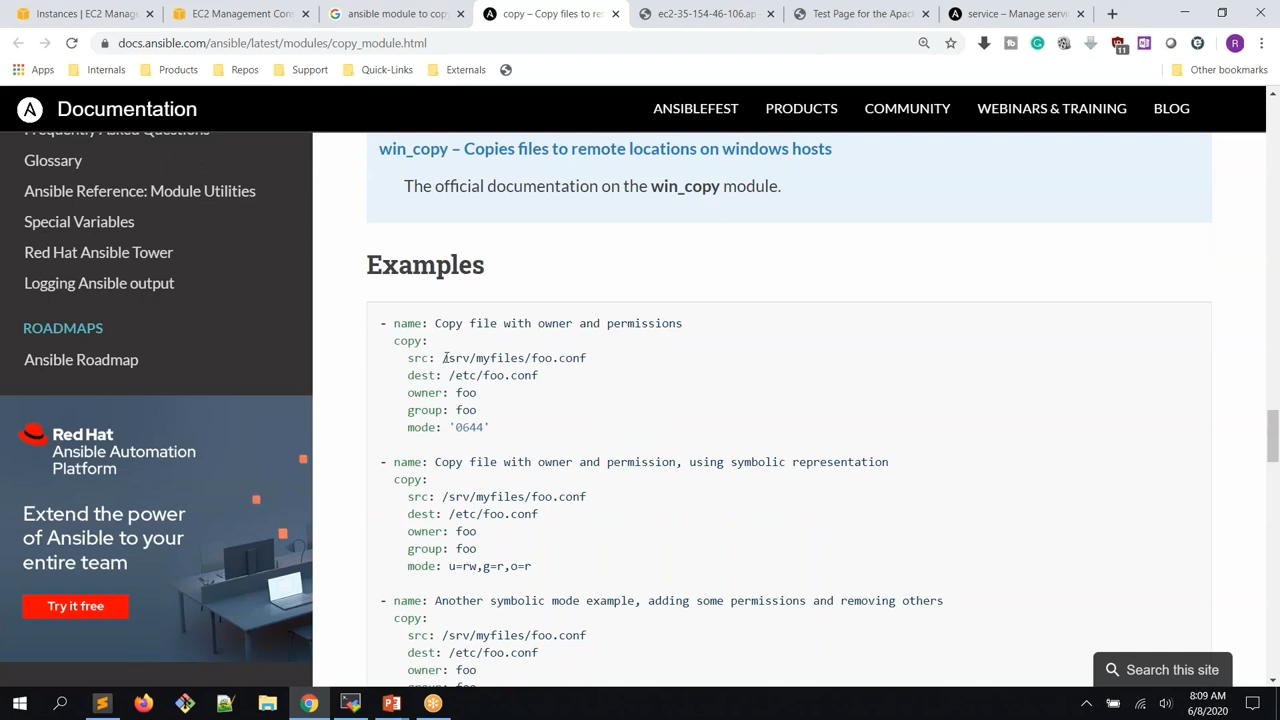 Instances | EC2 Manag
EC2 Management Con
ansible module to copy
copy – Copy files to re
ec2-35-154-46-106.ap
Test Page for the Apac
service – Manage servic
docs.ansible.com/ansible/latest/modules/copy_module.html
11
R
Apps
Internals
Products
Repos
Support
Quick-Links
Externals
Other bookmarks
A
Documentation
ANSIBLEFEST
PRODUCTS
COMMUNITY
WEBINARS & TRAINING
BLOG
Frequently Asked Questions
Glossary
Ansible Reference: Module Utilities
Special Variables
Red Hat Ansible Tower
Logging Ansible output
ROADMAPS
Ansible Roadmap
Red Hat
Ansible Automation
Platform
Extend the power
of Ansible to your
entire team
Try it free
win_copy – Copies files to remote locations on windows hosts
The official documentation on the win_copy module.
Examples
- name: Copy file with owner and permissions
copy:
src: /srv/myfiles/foo.conf
dest: /etc/foo.conf
owner: foo
group: foo
mode: '0644'
- name: Copy file with owner and permission, using symbolic representation
copy:
src: /srv/myfiles/foo.conf
dest: /etc/foo.conf
owner: foo
group: foo
mode: u=rw,g=r,o=r
- name: Another symbolic mode example, adding some permissions and removing others
copy:
src: /srv/myfiles/foo.conf
dest: /etc/foo.conf
owner: foo
group: foo
Search this site
8:09 AM
6/8/2020